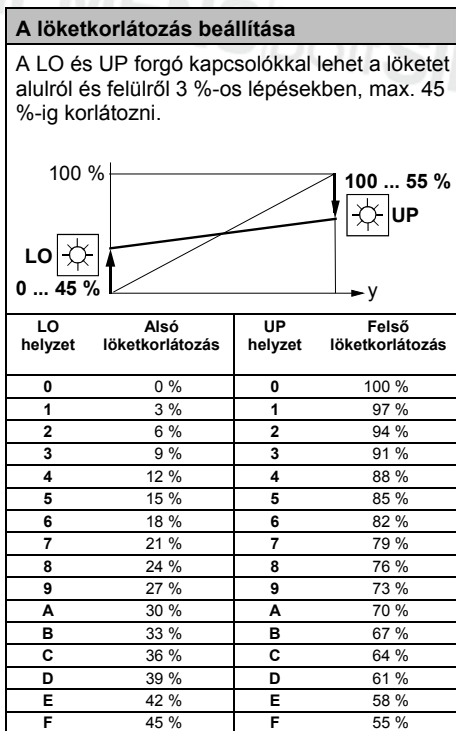 A löketkorlátozás beállítása
A LO és UP forgó kapcsolókkal lehet a löketet
alulról és felülről 3 %-os lépésekben, max. 45
%-ig korlátozni.
100 %
100 ... 55 %
UP
LO
0 ... 45 %
y
LO helyzet Alsó löketkorlátozás UP helyzet Felső löketkorlátozás
0 0 % 0 100 %
1 3 % 1 97 %
2 6 % 2 94 %
3 9 % 3 91 %
4 12 % 4 88 %
5 15 % 5 85 %
6 18 % 6 82 %
7 21 % 7 79 %
8 24 % 8 76 %
9 27 % 9 73 %
A 30 % A 70 %
B 33 % B 67 %
C 36 % C 64 %
D 39 % D 61 %
E 42 % E 58 %
F 45 % F 55 %